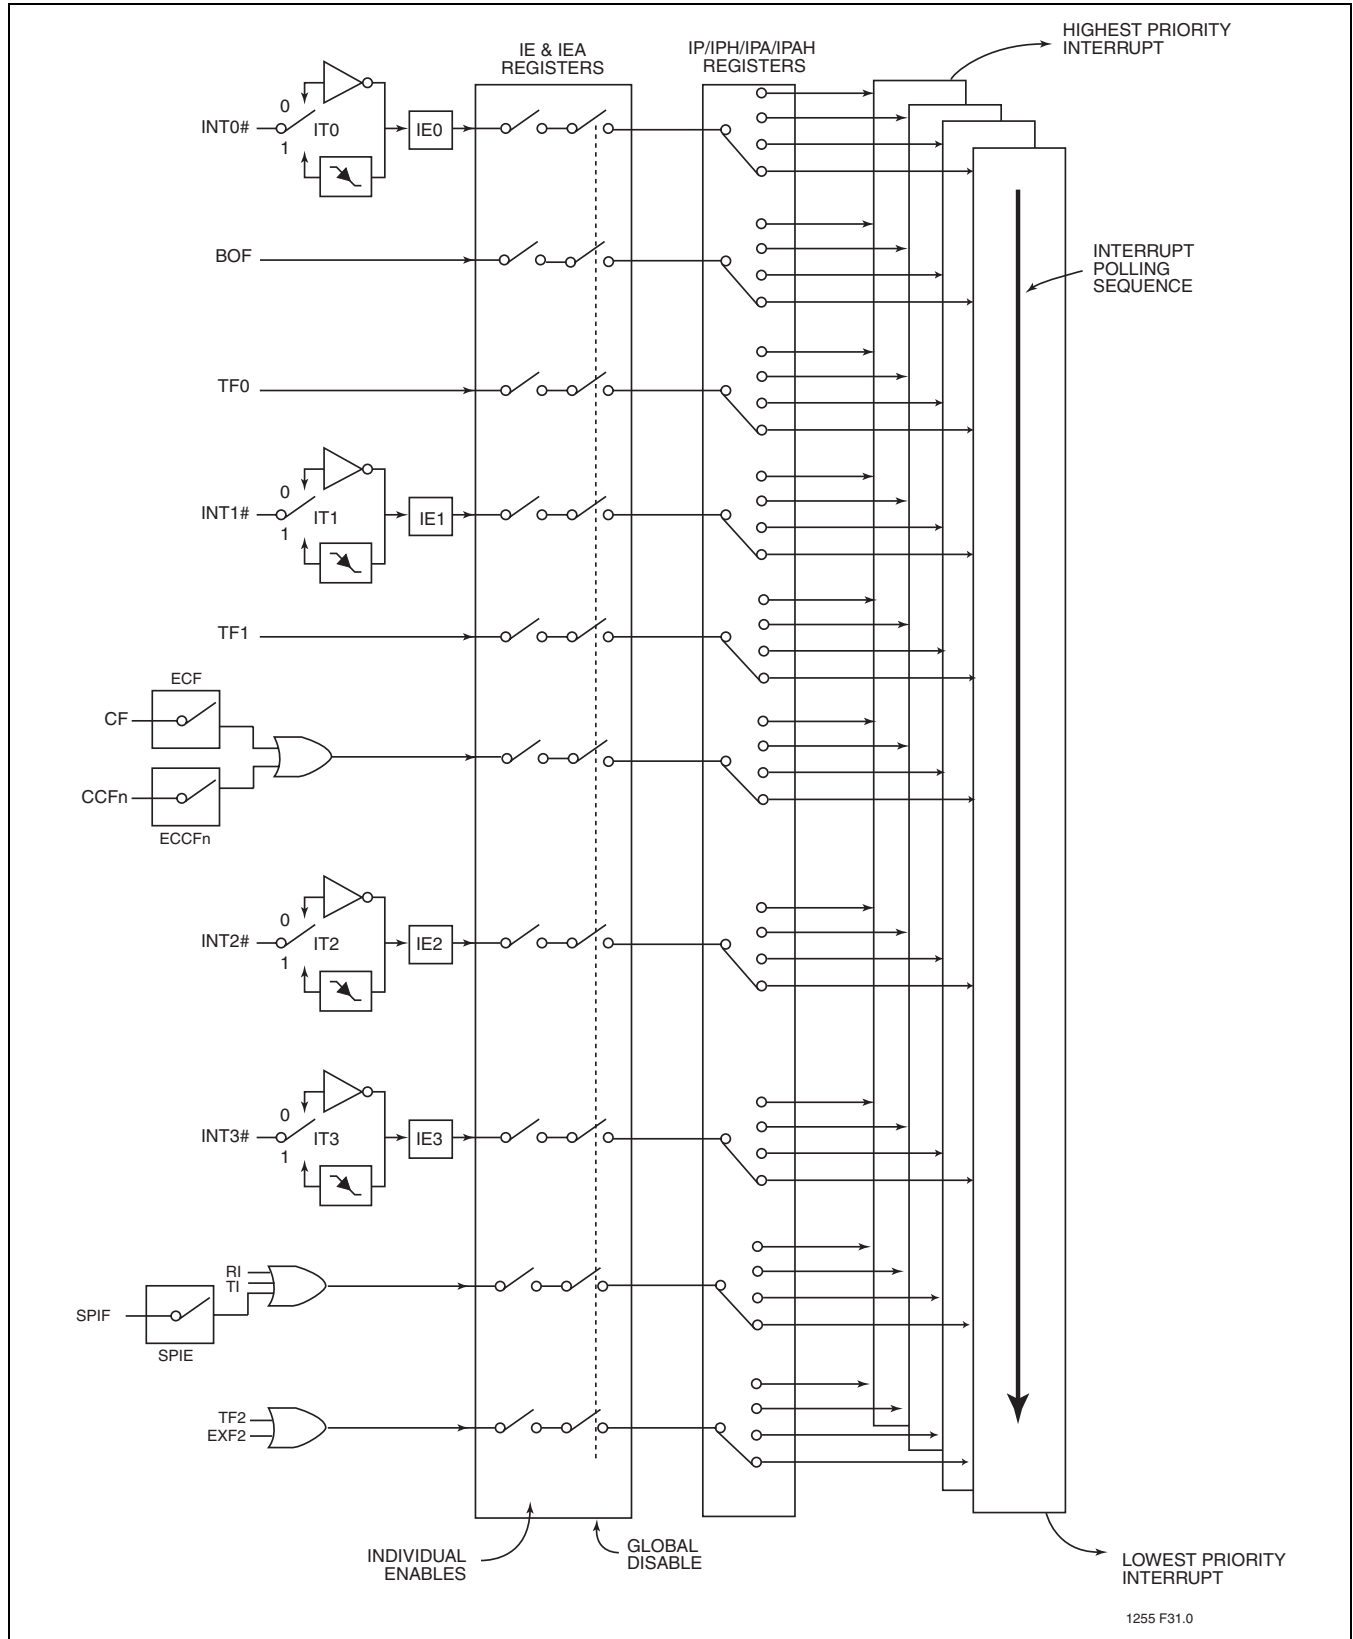 HIGHEST PRIORITY
INTERRUPT
IE & IEA
REGISTERS
IP/IPH/IPA/IPAH
REGISTERS
0
INT0#
IT0
1
IE0
BOF
INTERRUPT
POLLING
SEQUENCE
TF0
0
INT1#
IT1
1
IE1
TF1
ECF
CF
CCFn
ECCFn
0
INT2#
IT2
1
IE2
0
INT3#
IT3
1
IE3
RI
TI
SPIF
SPIE
TF2
EXF2
INDIVIDUAL
ENABLES
GLOBAL
DISABLE
LOWEST PRIORITY
INTERRUPT
1255 F31.0